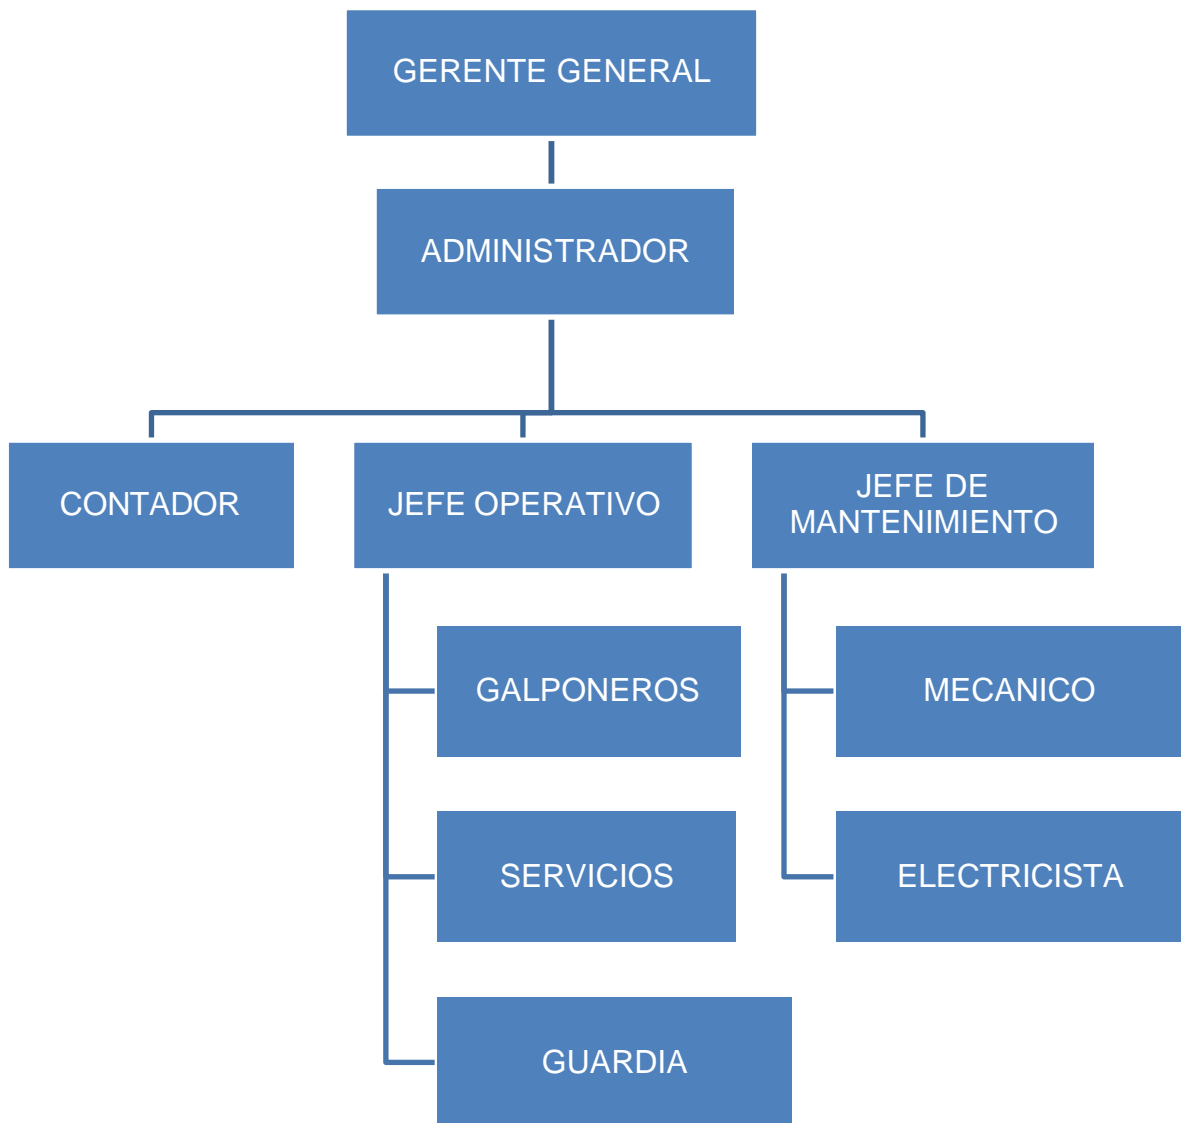 GERENTE GENERAL
ADMINISTRADOR
CONTADOR
JEFE OPERATIVO
JEFE DE
MANTENIMIENTO
GALPONEROS
MECANICO
SERVICIOS
ELECTRICISTA
GUARDIA